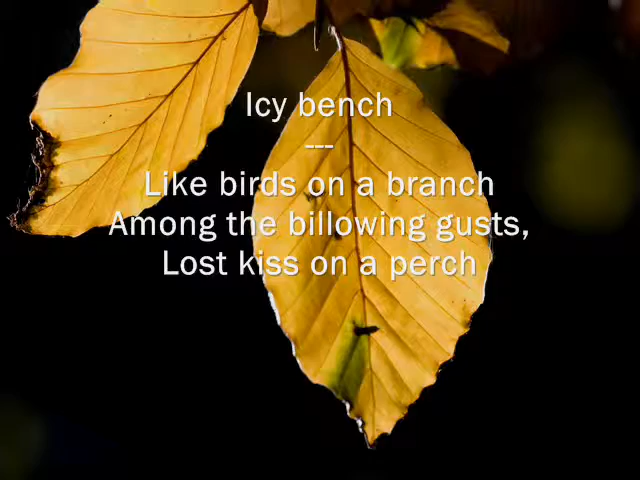 Icy bench
---
Like birds on a branch
Among the billowing gusts,
Lost kiss on a perch